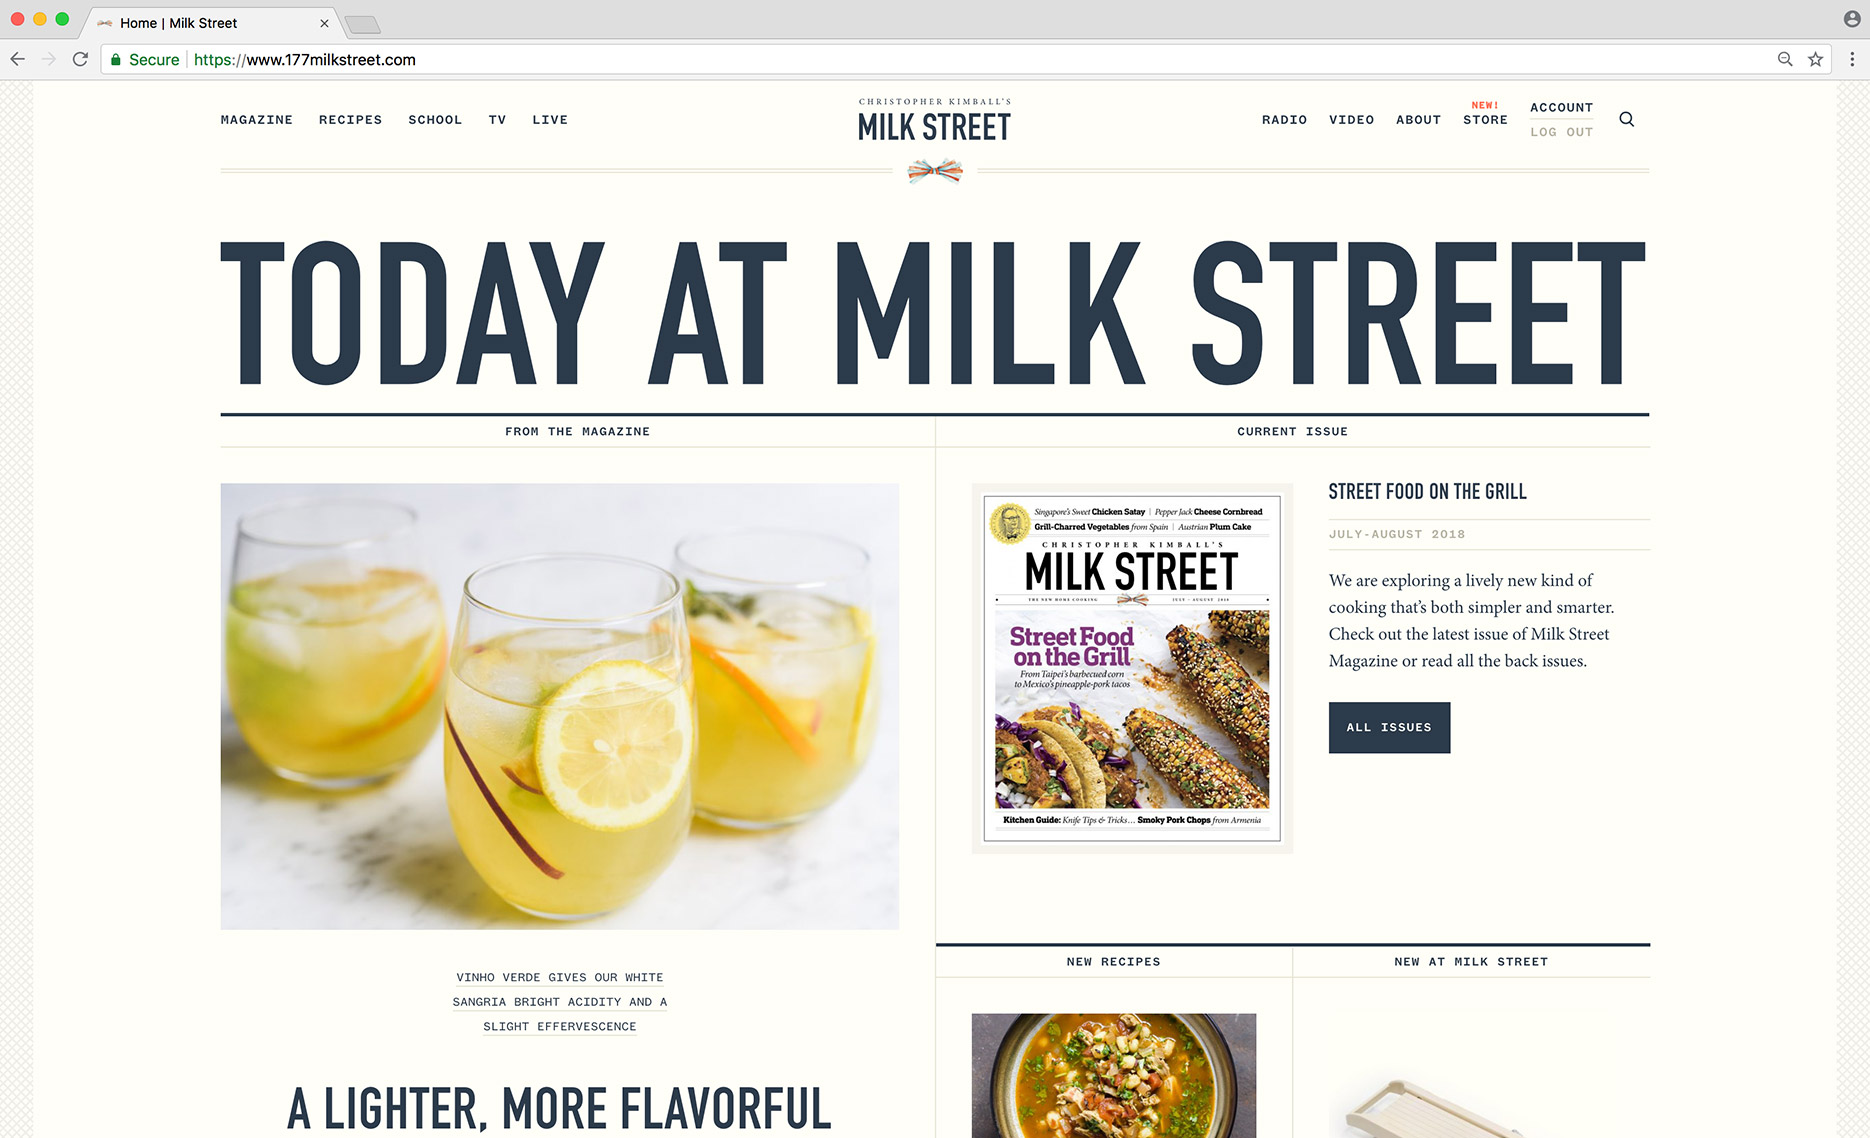 Home | Milk Street
Secure
https://www.177milkstreet.com
MAGAZINE
RECIPES
SCHOOL
TV
LIVE
CHRISTOPHER KIMBALL'S
MILK STREET
RADIO
VIDEO
ABOUT
NEW!
STORE
ACCOUNT
LOG OUT
TODAY AT MILK STREET
FROM THE MAGAZINE
VINHO VERDE GIVES OUR WHITE
SANGRIA BRIGHT ACIDITY AND A
SLIGHT EFFERVESCENCE
A LIGHTER, MORE FLAVORFUL
CURRENT ISSUE
Singapore's Sweet Chicken Satay | Pepper Jack Cheese Cornbread
Grill-Charred Vegetables from Spain | Austrian Plum Cake
CHRISTOPHER KIMBALL'S
MILK STREET
THE NEW HOME COOKING
JULY - AUGUST 2018
Street Food
on the Grill
From Taipei's barbecued corn
to Mexico's pineapple-pork tacos
Kitchen Guide: Knife Tips & Tricks... Smoky Pork Chops from Armenia
STREET FOOD ON THE GRILL
JULY-AUGUST 2018
We are exploring a lively new kind of
cooking that's both simpler and smarter.
Check out the latest issue of Milk Street
Magazine or read all the back issues.
ALL ISSUES
NEW RECIPES
NEW AT MILK STREET